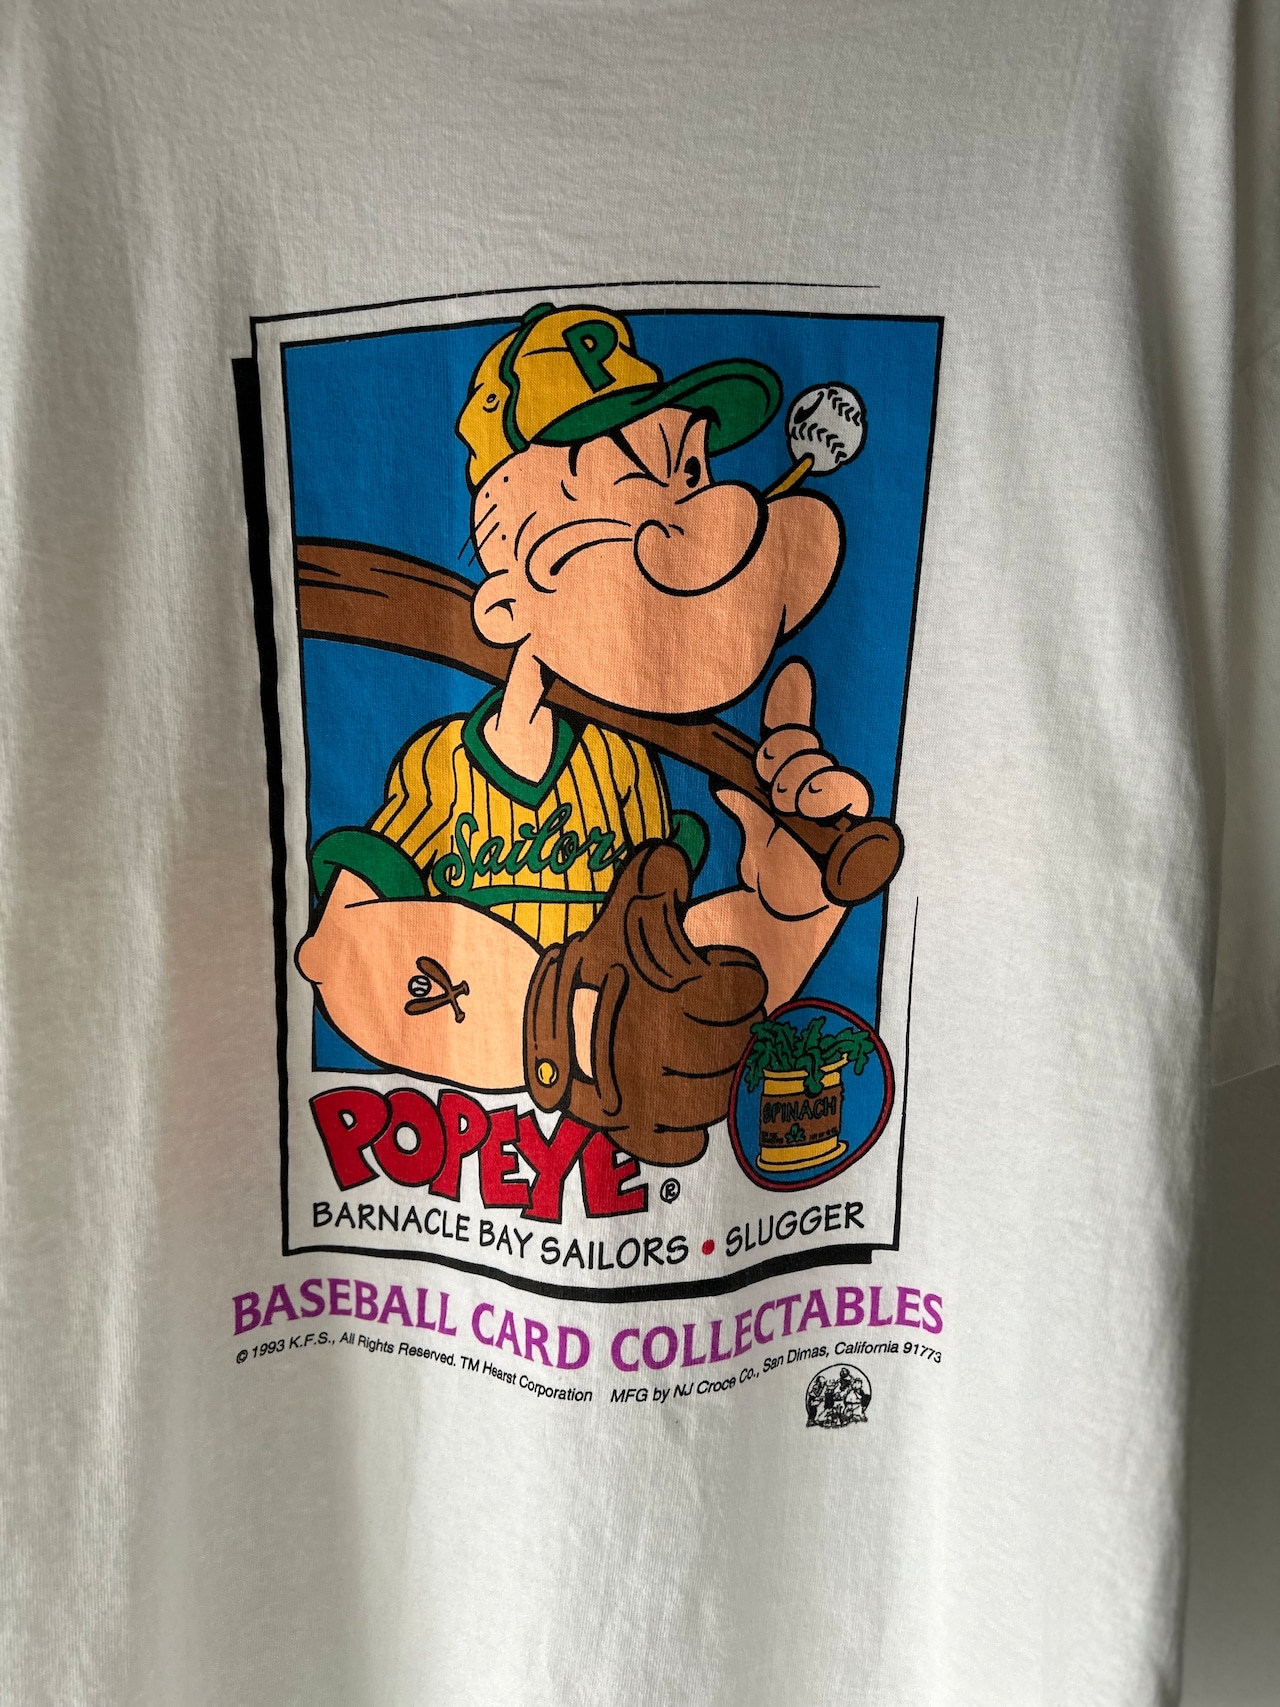 P
Sailor
SPINACH
POPEYE ®
BARNACLE BAY SAILORS • SLUGGER
BASEBALL CARD COLLECTABLES
© 1993 K.F.S., All Rights Reserved. TM Hearst Corporation MFG by NJ Croce Co., San Dimas, California 91773